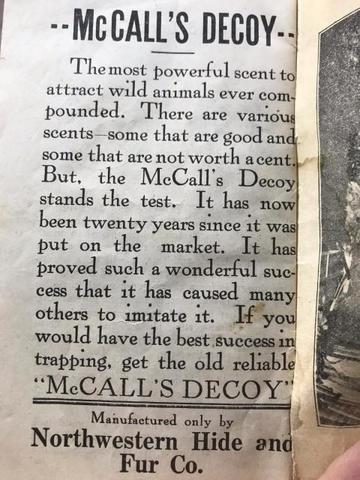 --McCALL'S DECOY--
The most powerful scent to
attract wild animals ever com-
pounded. There are various
scents—some that are good and
some that are not worth a cent.
But, the McCall's Decoy
stands the test. It has now
been twenty years since it was
put on the market. It has
proved such a wonderful suc-
cess that it has caused many
others to imitate it. If you
would have the best success in
trapping, get the old reliable
"McCALL'S DECOY"
Manufactured only by
Northwestern Hide and
Fur Co.